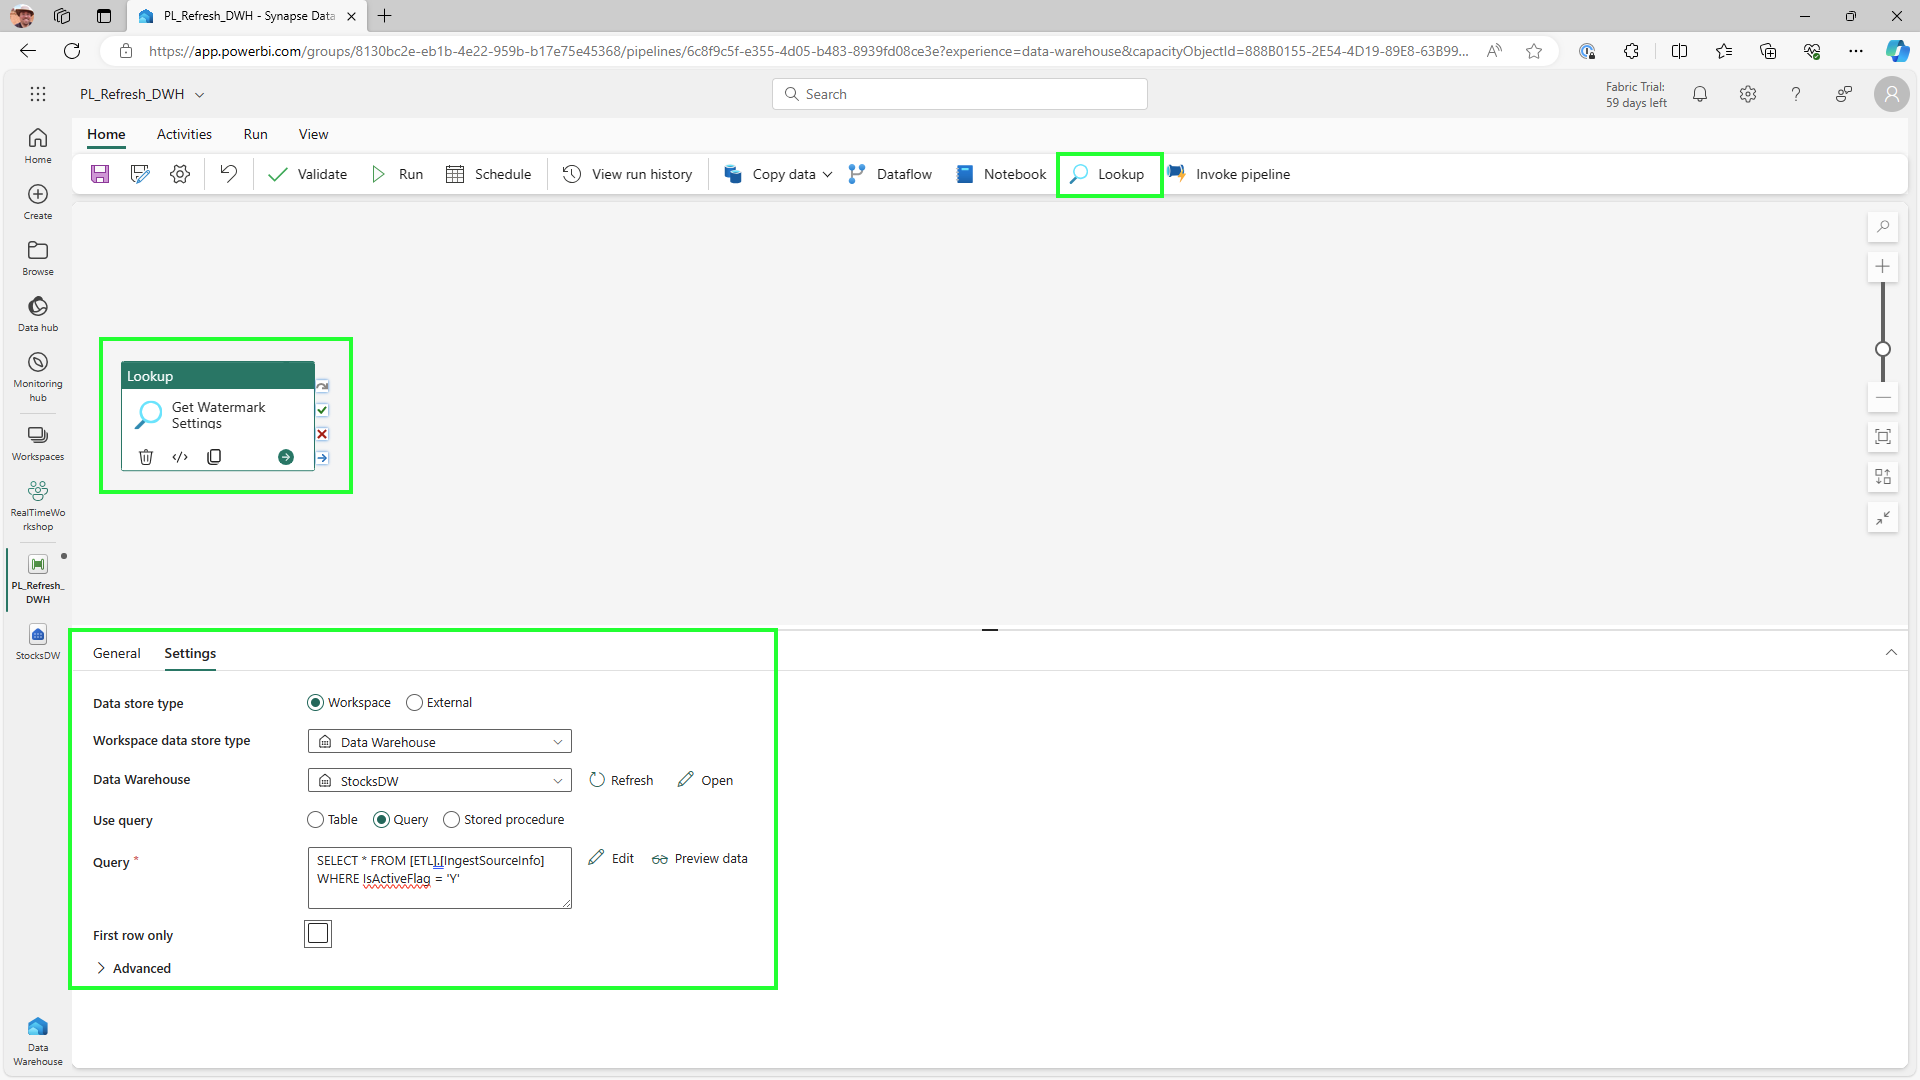 PL_Refresh_DWH - Synapse Data
https://app.powerbi.com/groups/8130bc2e-eb1b-4e22-959b-b17e75e45368/pipelines/6c8f9c5f-e355-4d05-b483-8939fd08ce3e?experience=data-warehouse&capacityObjectId=888B0155-2E54-4D19-89E8-63B99...
PL_Refresh_DWH
Search
Fabric Trial:
59 days left
Home Activities Run View
Validate Run Schedule View run history Copy data Dataflow Notebook Lookup Invoke pipeline
Home
Create
Browse
Data hub
Monitoring
hub
Workspaces
RealTimeWo
rkshop
PL_Refresh_
DWH
StocksDW
Data
Warehouse
Lookup
Get Watermark
Settings
General Settings
Data store type Workspace External
Workspace data store type Data Warehouse
Data Warehouse StocksDW Refresh Open
Use query Table Query Stored procedure
Query * SELECT * FROM [ETL].[IngestSourceInfo] Edit Preview data
WHERE IsActiveFlag = 'Y'
First row only
Advanced